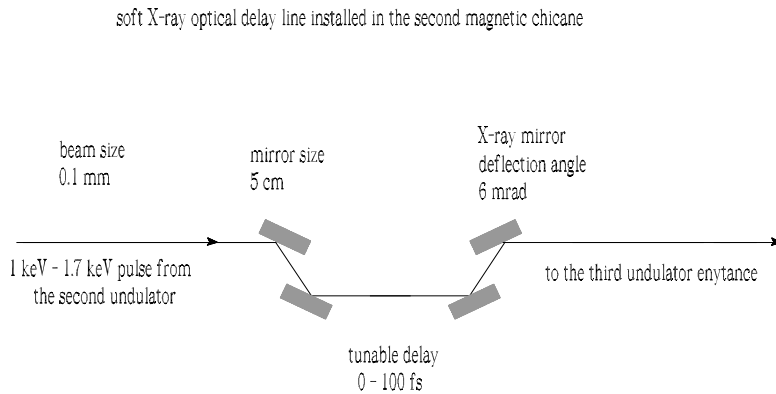 soft X-ray optical delay line installed in the second magnetic chicane
beam size
0.1 mm
mirror size
5 cm
X-ray mirror
deflection angle
6 mrad
1 keV - 1.7 keV pulse from
the second undulator
to the third undulator enytance
tunable delay
0 - 100 fs